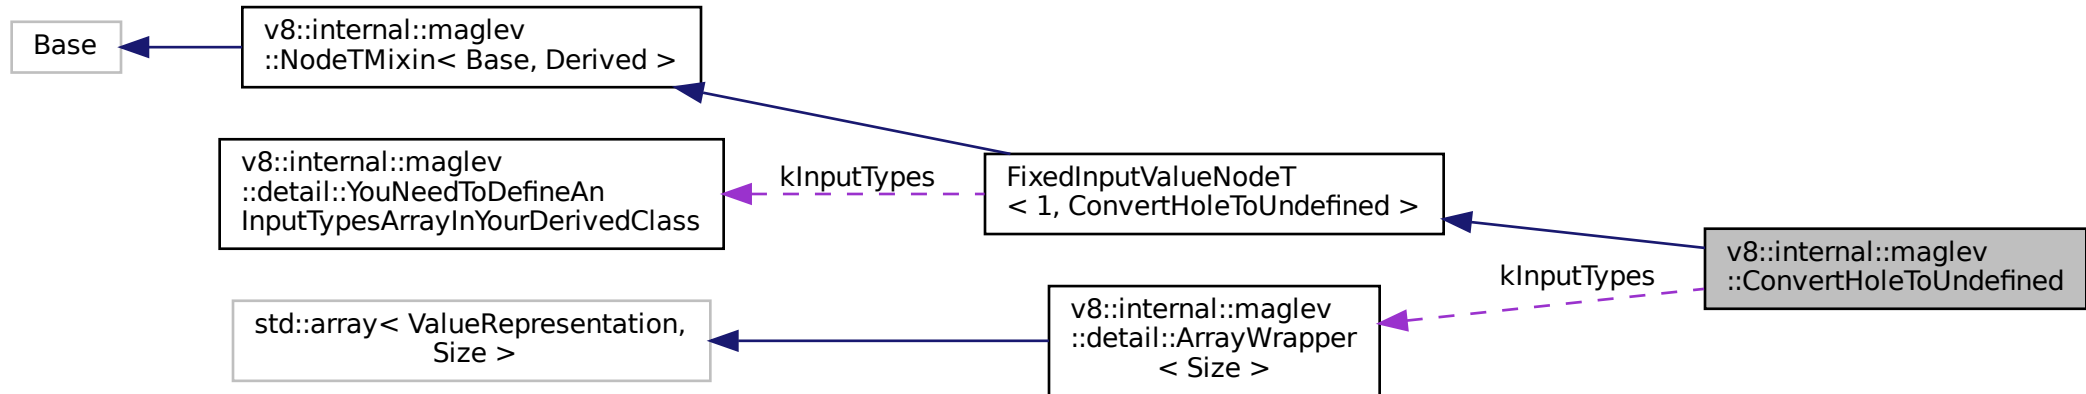 Base
v8::internal::maglev
::NodeTMixin< Base, Derived >
v8::internal::maglev
::detail::YouNeedToDefineAn
InputTypesArrayInYourDerivedClass
kInputTypes
FixedInputValueNodeT
< 1, ConvertHoleToUndefined >
std::array< ValueRepresentation,
Size >
v8::internal::maglev
::detail::ArrayWrapper
< Size >
kInputTypes
v8::internal::maglev
::ConvertHoleToUndefined